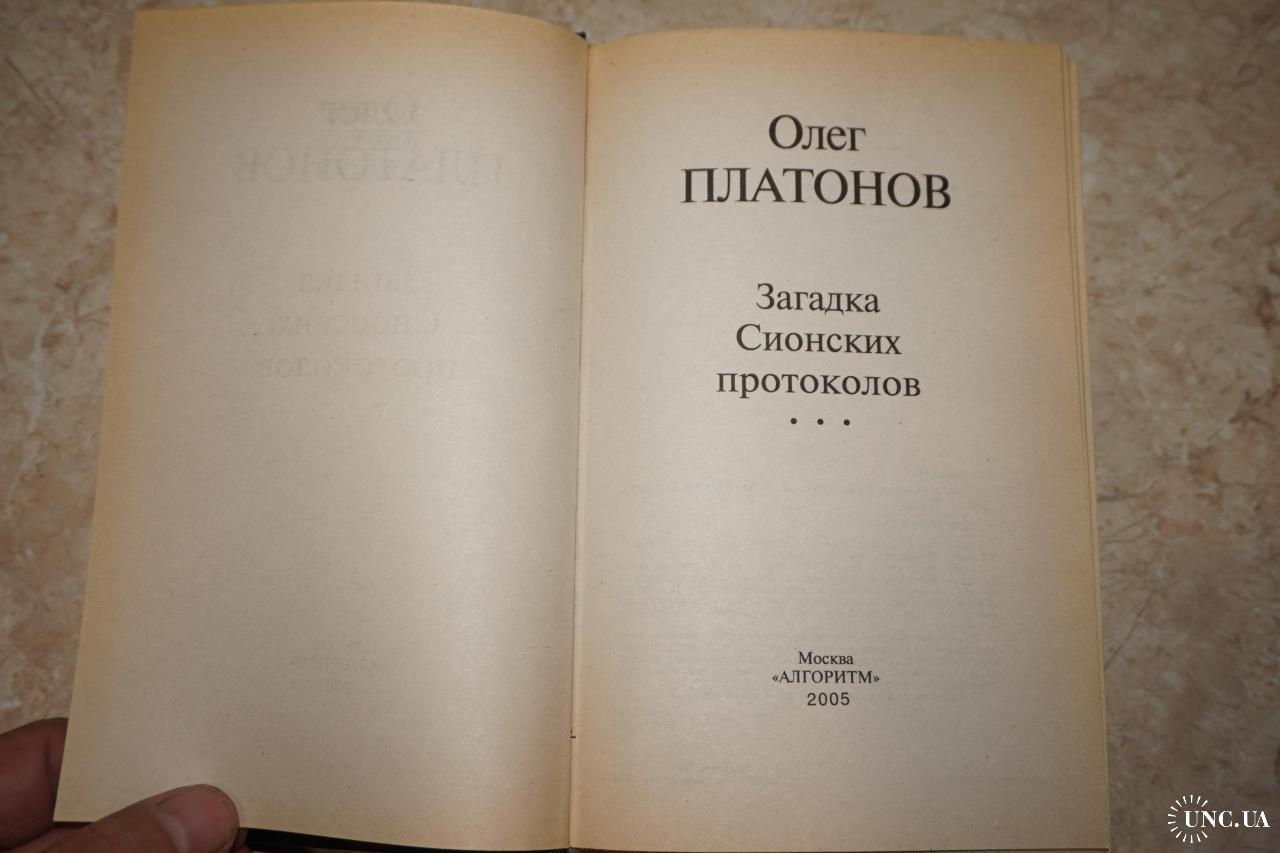 Олег
ПЛАТОНОВ
Загадка
Сионских
протоколов
• • •
Москва
«АЛГОРИТМ»
2005
UNC.UA